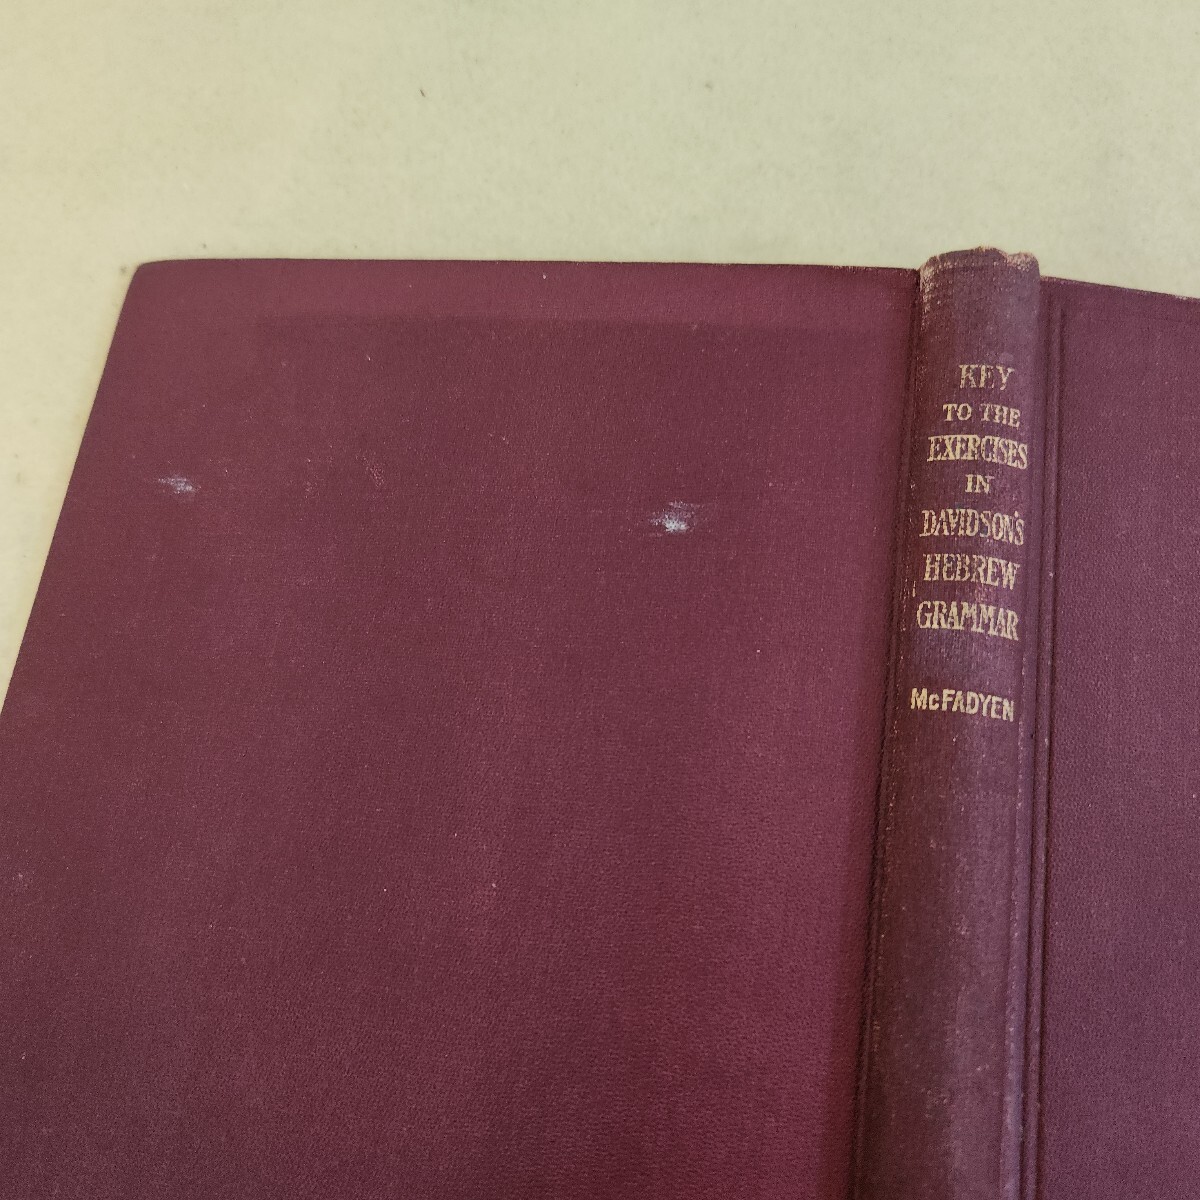 KEY
TO THE
EXERCISES
IN
DAVIDSON'S
HEBREW
GRAMMAR
McFADYEN